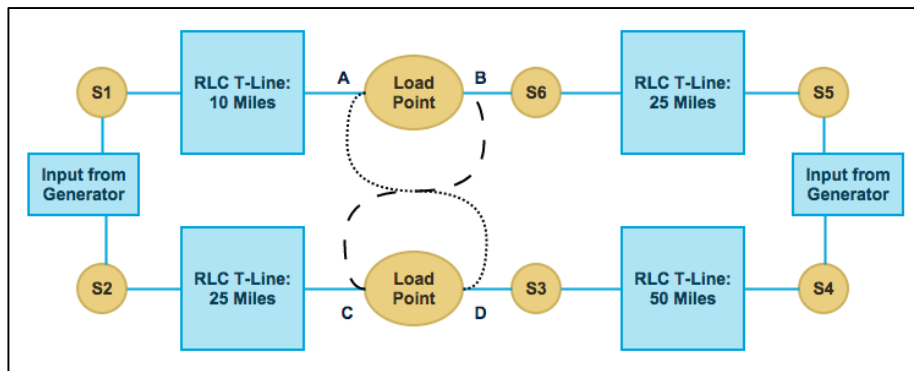 S1
RLC T-Line:
10 Miles
A
Load
Point
B
S6
RLC T-Line:
25 Miles
S5
Input from
Generator
Input from
Generator
S2
RLC T-Line:
25 Miles
C
Load
Point
D
S3
RLC T-Line:
50 Miles
S4